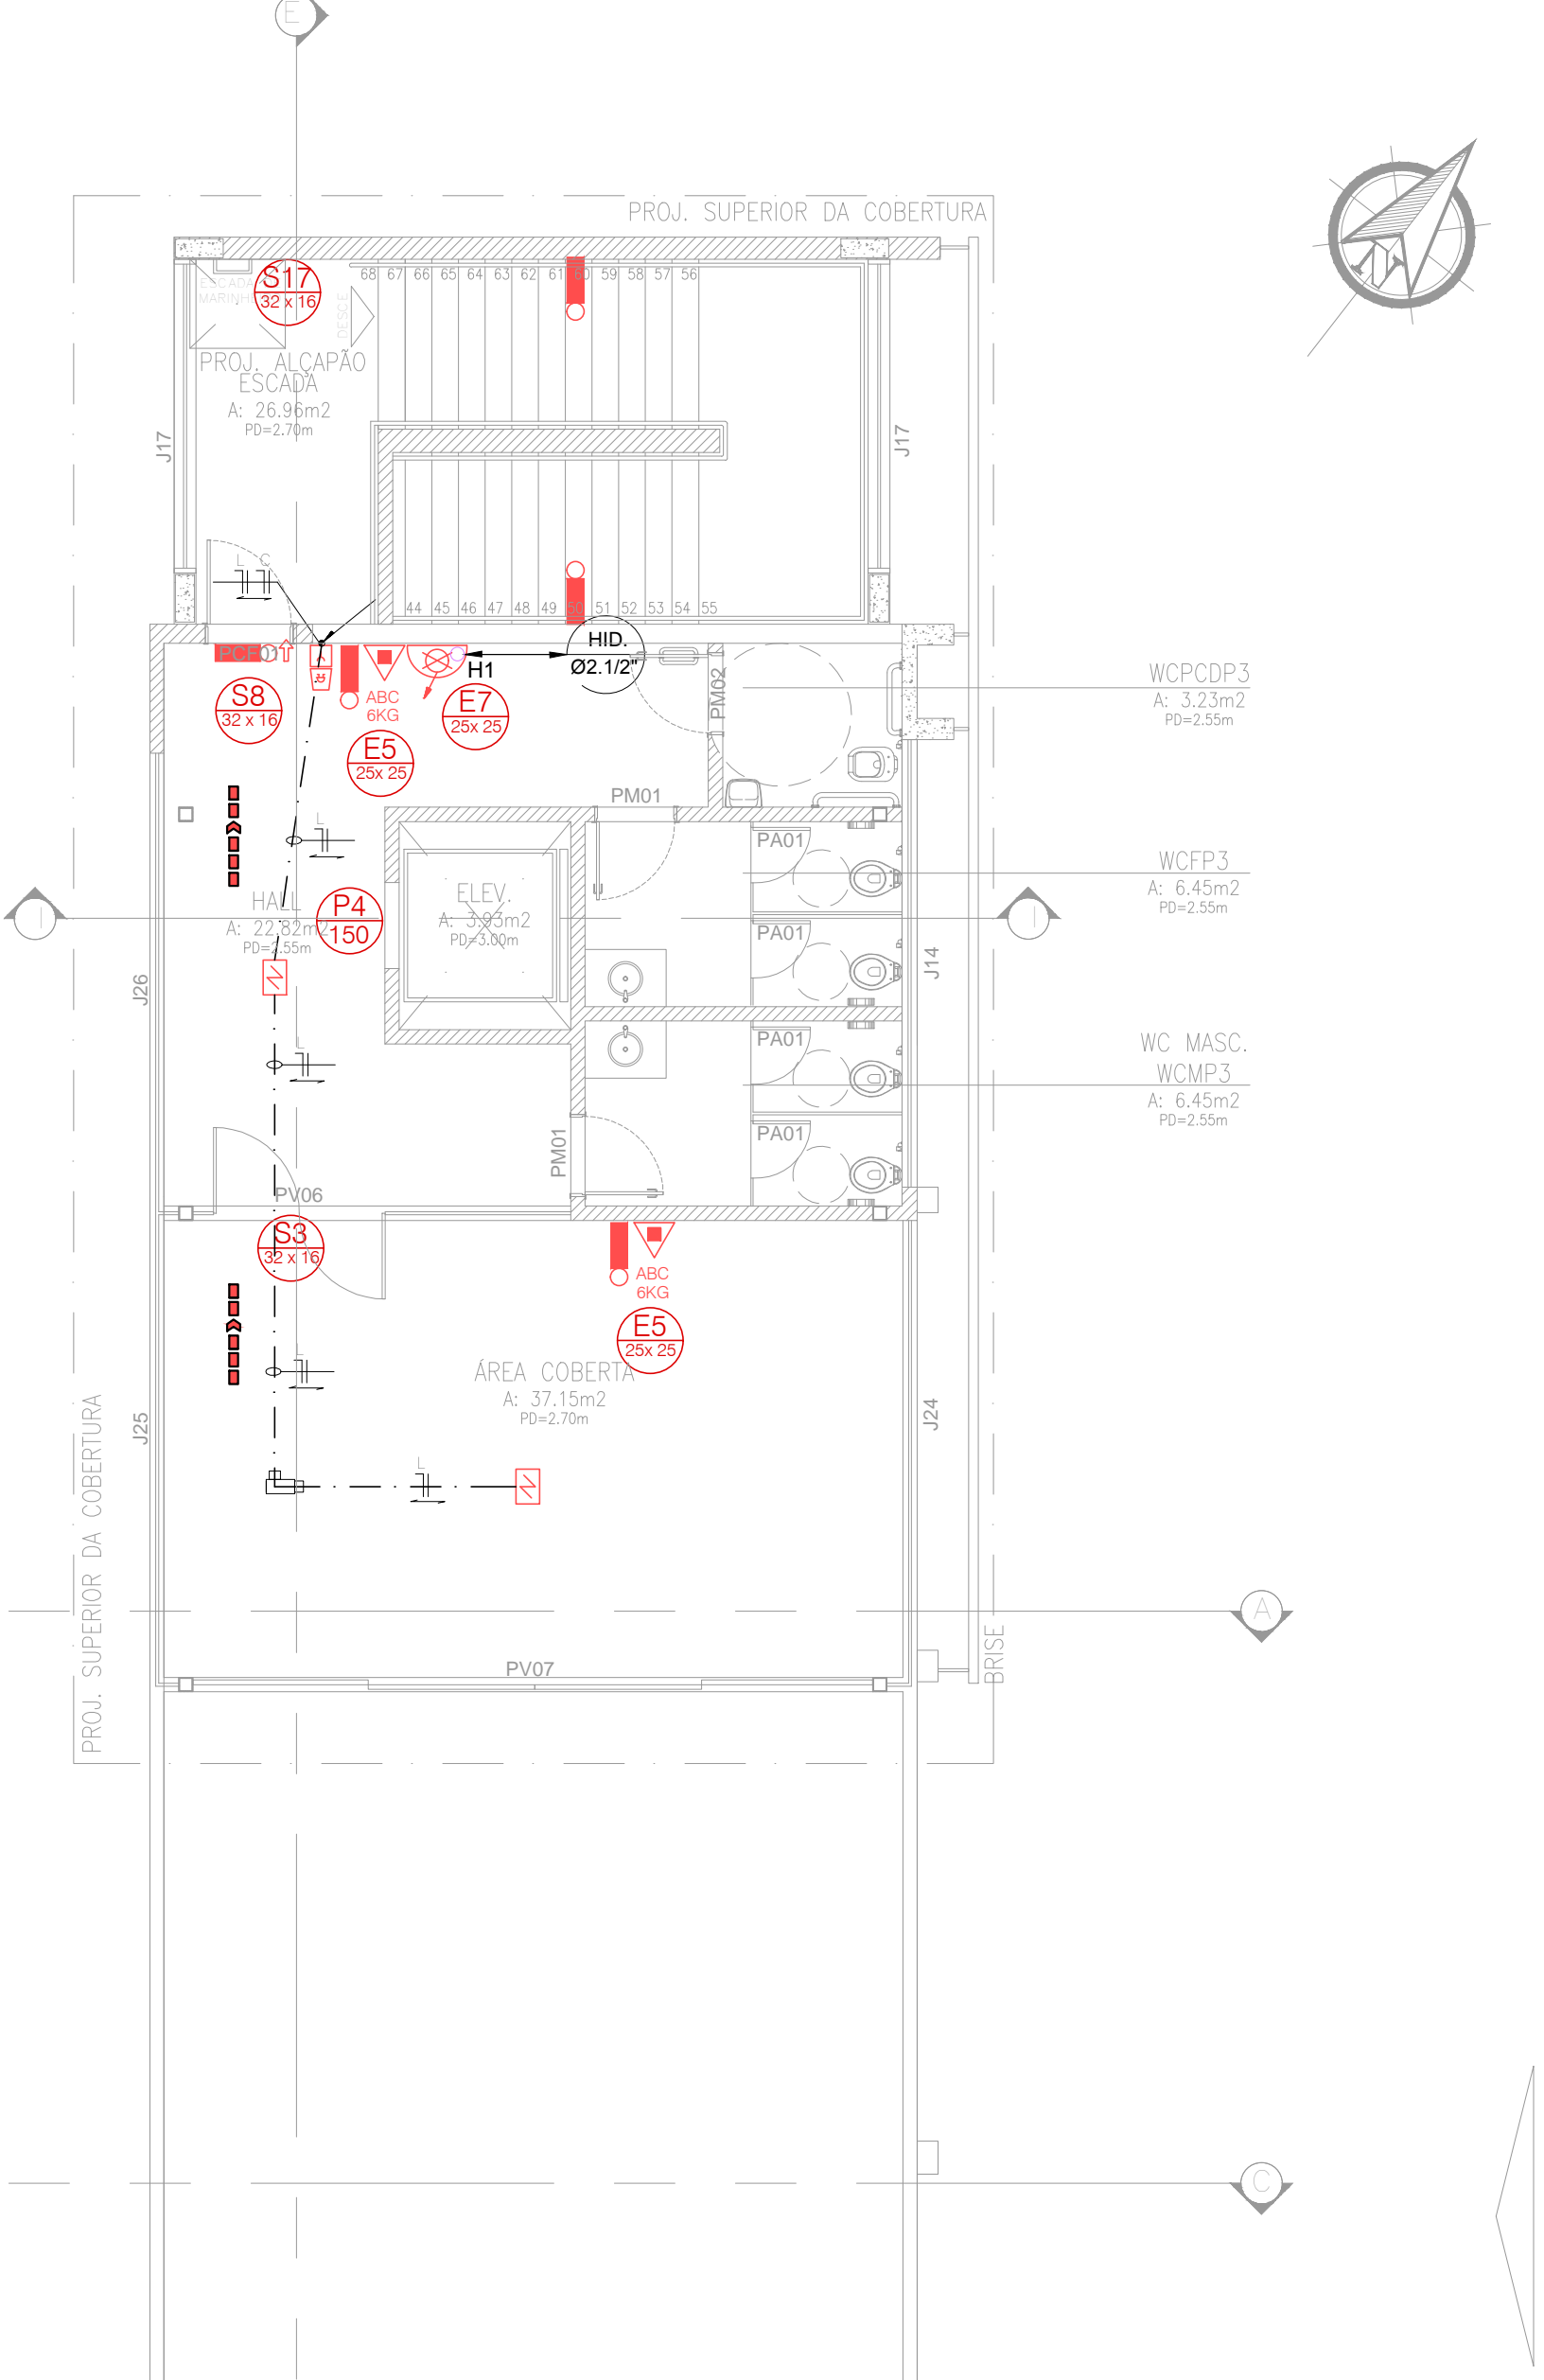 E
PROJ. SUPERIOR DA COBERTURA
68 67 66 65 64 63 62 61 60 59 58 57 56
S17
32 x 16
ESCADA
DESCE
PROJ. ALÇAPÃO
ESCADA
A: 26.96m2
PD=2.70m
J17
J17
N
L C
44 45 46 47 48 49 50 51 52 53 54 55
PCF01
HID.
Ø2.1/2"
H1
S8
32 x 16
ABC
6KG
E7
25x 25
E5
25x 25
PM02
WCPCDP3
A: 3.23m2
PD=2.55m
PM01
L
PA01
WCFP3
A: 6.45m2
PD=2.55m
HALL
A: 22.82m2
PD=2.55m
P4
150
ELEV.
A: 3.93m2
PD=3.00m
I
I
PA01
J26
J14
L
PA01
WC MASC.
WCMP3
A: 6.45m2
PD=2.55m
PA01
PM01
PV06
S3
32 x 16
ABC
6KG
E5
25x 25
L
ÁREA COBERTA
A: 37.15m2
PD=2.70m
J25
J24
L
PROJ. SUPERIOR DA COBERTURA
A
BRISE
PV07
C